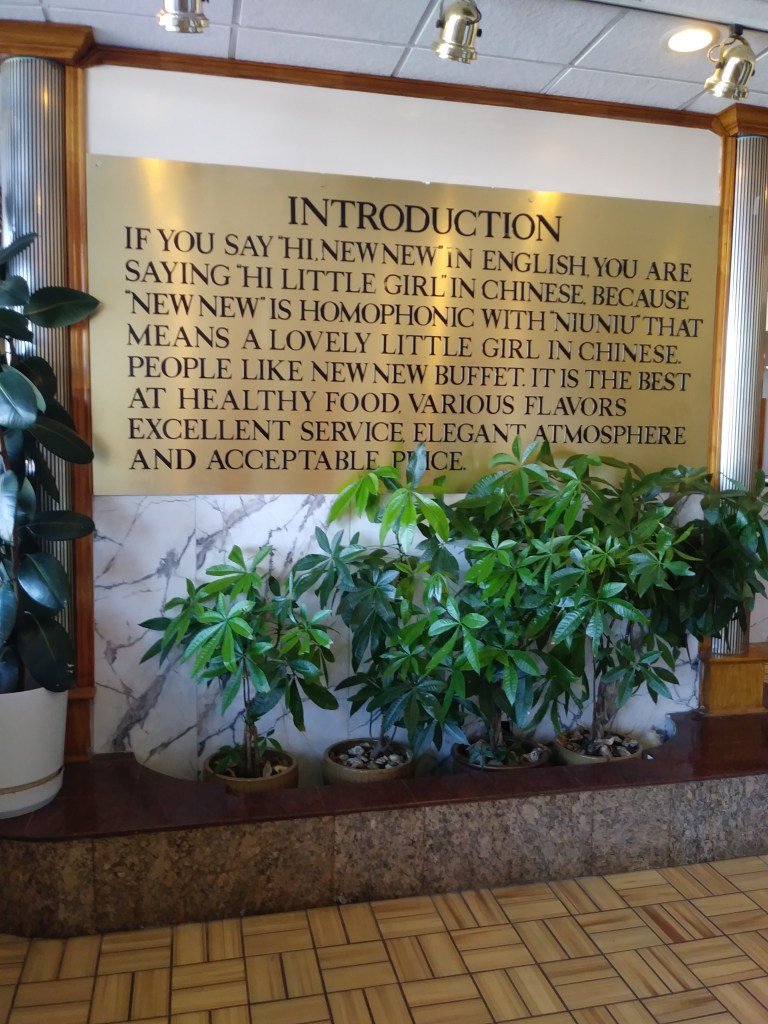 INTRODUCTION
IF YOU SAY "HI, NEW NEW" IN ENGLISH, YOU ARE
SAYING "HI LITTLE GIRL" IN CHINESE, BECAUSE
"NEW NEW" IS HOMOPHONIC WITH "NIUNIU" THAT
MEANS A LOVELY LITTLE GIRL IN CHINESE.
PEOPLE LIKE NEW NEW BUFFET. IT IS THE BEST
AT HEALTHY FOOD, VARIOUS FLAVORS
EXCELLENT SERVICE, ELEGANT ATMOSPHERE
AND ACCEPTABLE PRICE.